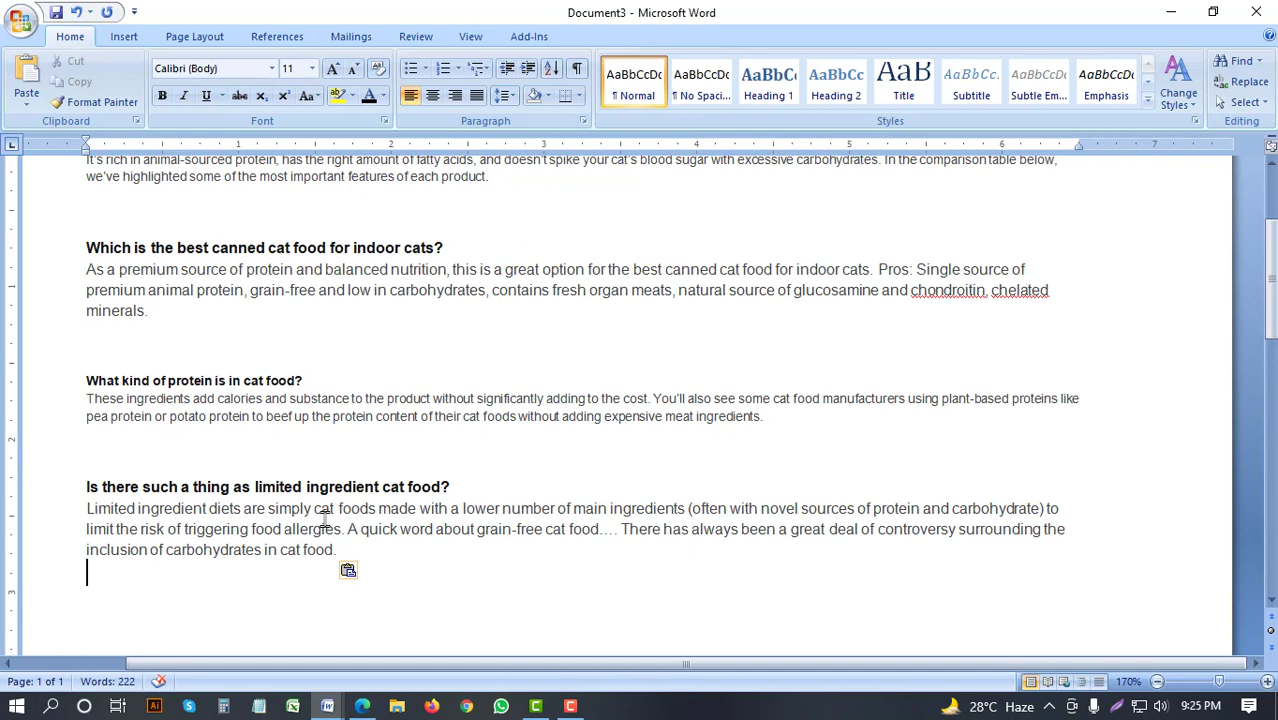 Document3 - Microsoft Word
Home Insert Page Layout References Mailings Review View Add-Ins
Paste
Cut
Copy
Format Painter
Clipboard
Calibri (Body) 11
Font
Paragraph
AaBbCcDc AaBbCcDc AaBbCc AaBbCc AaB AaBbCc. AaBbCcDc AaBbCcDc
¶ Normal ¶ No Spaci... Heading 1 Heading 2 Title Subtitle Subtle Em... Emphasis
Change Styles
Styles
Find
Replace
Select
Editing
1 2 3 4 5 6 7
It's rich in animal-sourced protein, has the right amount of fatty acids, and doesn't spike your cat's blood sugar with excessive carbohydrates. In the comparison table below,
we've highlighted some of the most important features of each product.
Which is the best canned cat food for indoor cats?
As a premium source of protein and balanced nutrition, this is a great option for the best canned cat food for indoor cats. Pros: Single source of
premium animal protein, grain-free and low in carbohydrates, contains fresh organ meats, natural source of glucosamine and chondroitin, chelated
minerals.
What kind of protein is in cat food?
These ingredients add calories and substance to the product without significantly adding to the cost. You'll also see some cat food manufacturers using plant-based proteins like
pea protein or potato protein to beef up the protein content of their cat foods without adding expensive meat ingredients.
Is there such a thing as limited ingredient cat food?
Limited ingredient diets are simply cat foods made with a lower number of main ingredients (often with novel sources of protein and carbohydrate) to
limit the risk of triggering food allergies. A quick word about grain-free cat food…. There has always been a great deal of controversy surrounding the
inclusion of carbohydrates in cat food.
Page: 1 of 1 Words: 222 170%
28°C Haze 9:25 PM